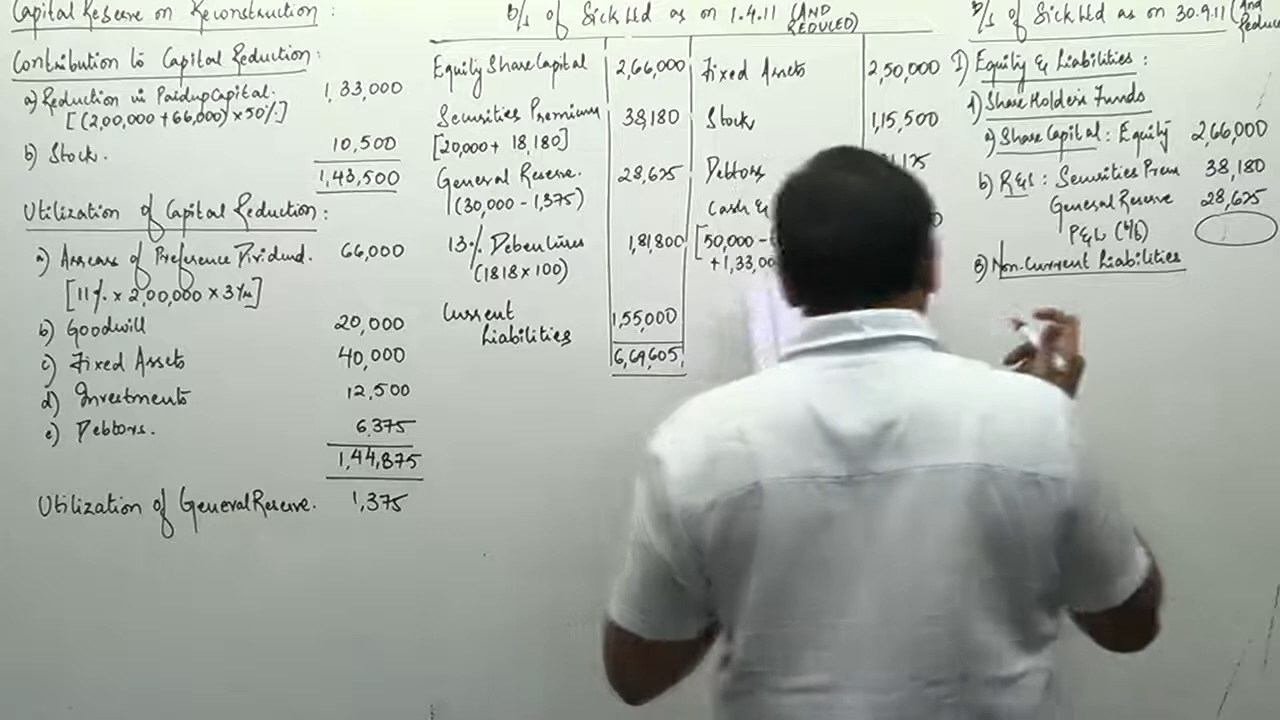 Capital Reserve on Reconstruction :
Contribution to Capital Reduction :
a) Reduction in Paidup Capital. 1,33,000
[(2,00,000 + 66,000) x 50%]
b) Stock. 10,500
1,43,500
Utilization of Capital Reduction :
a) Arrears of Preference Dividend. 66,000
[11% x 2,00,000 x 3 Yrs]
b) Goodwill 20,000
c) Fixed Assets 40,000
d) Investments 12,500
e) Debtors. 6,375
1,44,875
Utilization of General Reserve. 1,375
B/s of Sick Ltd as on 1.4.11 (AND REDUCED)
Equity Share Capital 2,66,000 Fixed Assets 2,50,000
Securities Premium 38,180 Stock 1,15,500
[20,000 + 18,180]
General Reserve. 28,625 Debtors
(30,000 - 1,375) Cash &
13% Debentures 1,81,800 [50,000 -
(1818 x 100) +1,33,00
Current
Liabilities 1,55,000
6,69,605
B/s of Sick Ltd as on 30.9.11 (And
Reduce
I) Equity & Liabilities :
1) Share Holders Funds
a) Share Capital : Equity 2,66,000
b) R&S : Securities Prem 38,180
General Reserve 28,625
P&L (b/b)
B) Non-Current Liabilities